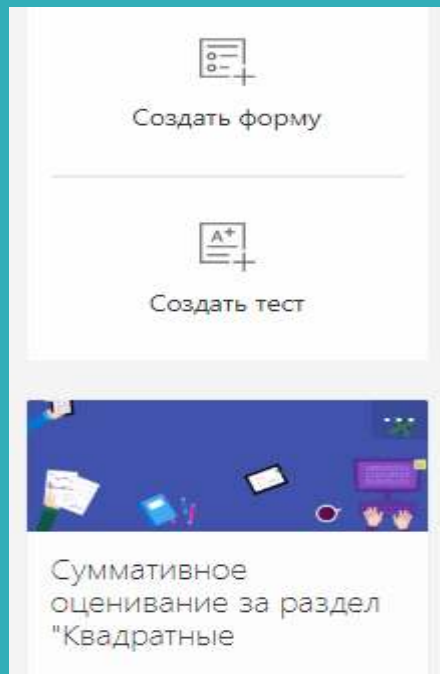 Создать форму
A+
Создать тест
Суммативное
оценивание за раздел
"Квадратные